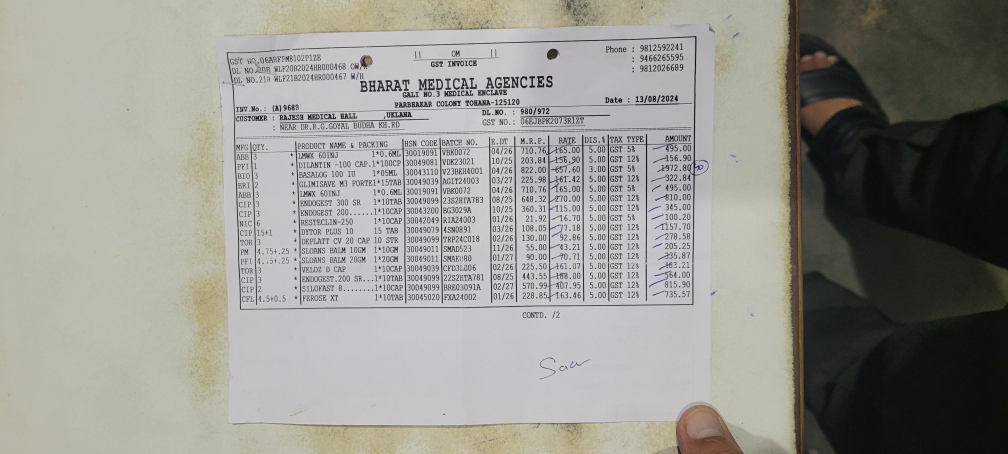 GST NO.06ABFPM8102P1ZE || OM || Phone : 9812592241
DL NO.20B WLF20B2024HR000468 O/W GST INVOICE : 9466265595
DL NO.21B WLF21B2024HR000467 W/H : 9812026689
BHARAT MEDICAL AGENCIES
GALI NO.3 MEDICAL ENCLAVE
INV.No.: (A)9689 PARBHAKAR COLONY TOHANA-125120 Date : 13/08/2024
CUSTOMER : RAJESH MEDICAL HALL ,UKLANA DL.NO. : 980/972
: NEAR DR.R.G.GOYAL BUDHA KH.RD GST NO.: 06EJBPK2073R1ZT
MFG QTY. PRODUCT NAME & PACKING HSN CODE BATCH NO. E.DT M.R.P. RATE DIS.% TAX TYPE AMOUNT
ABB 3 * LMWX 60INJ 1*0.6ML 30019091 VBK0072 04/26 710.76 165.00 5.00 GST 5% 495.00
PFI 1 * DILANTIN -100 CAP.1*100CP 30049081 VDK23021 10/25 203.84 156.90 5.00 GST 12% 156.90
BIO 3 * BASALOG 100 IU 1*05ML 30043110 V23BEH4001 04/26 822.00 657.60 3.00 GST 5% 1972.80
ERI 2 * GLIMISAVE M3 FORTE1*15TAB 30049039 AGIT24003 03/27 225.98 161.42 5.00 GST 12% 322.84
ABB 3 * LMWX 60INJ 1*0.6ML 30019091 VBK0072 04/26 710.76 165.00 5.00 GST 5% 495.00
CIP 3 * ENDOGEST 300 SR 1*10TAB 30049099 23S2HTA783 08/25 648.32 270.00 5.00 GST 12% 810.00
CIP 3 * ENDOGEST 200......1*10CAP 30043200 BG3029A 10/25 360.31 115.00 5.00 GST 12% 345.00
NIC 6 * RESTECLIN-250 1*10CAP 30042049 RIA24003 01/26 21.92 16.70 5.00 GST 5% 100.20
CIP 15+1 * DYTOR PLUS 10 15 TAB 30049079 4SN0891 03/26 108.05 77.18 5.00 GST 12% 1157.70
TOR 3 * DEPLATT CV 20 CAP 10 STR 30049099 TRP24C018 02/26 130.00 92.86 5.00 GST 12% 278.58
PM 4.75+.25 * SLOANS BALM 10GM 1*10GM 30049011 SMAD523 11/26 55.00 43.21 5.00 GST 12% 205.25
PFI 4.75+.25 * SLOANS BALM 20GM 1*20GM 30049011 01/27 90.00 70.71 5.00 GST 12% 335.87
TOR 3 * VELOZ D CAP 1*10CAP 30049039 CFD3L006 02/26 225.50 161.07 5.00 GST 12% 483.21
CIP 3 * ENDOGEST.200 SR...1*10TAB 30049099 22S2HTA781 08/25 443.55 188.00 5.00 GST 12% 564.00
CIP 2 * SILOFAST 8........1*10CAP 30049099 BRE03091A 02/27 570.99 407.95 5.00 GST 12% 815.90
CFL 4.5+0.5 * FEROSE XT 1*10TAB 30045020 FXA24002 01/26 228.85 163.46 5.00 GST 12% 735.57
CONTD. /2